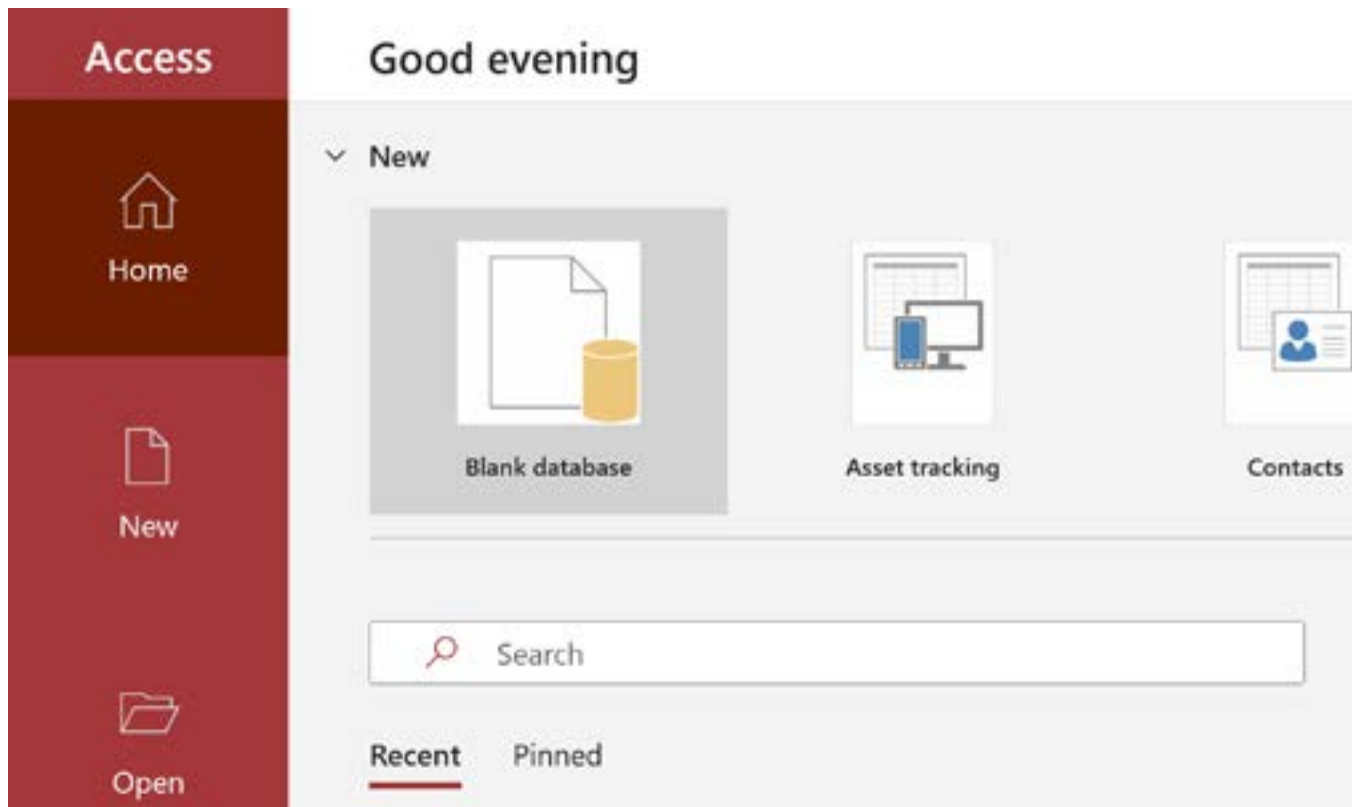 Access
Good evening
New
Home
Blank database
Asset tracking
Contacts
New
Search
Recent
Pinned
Open